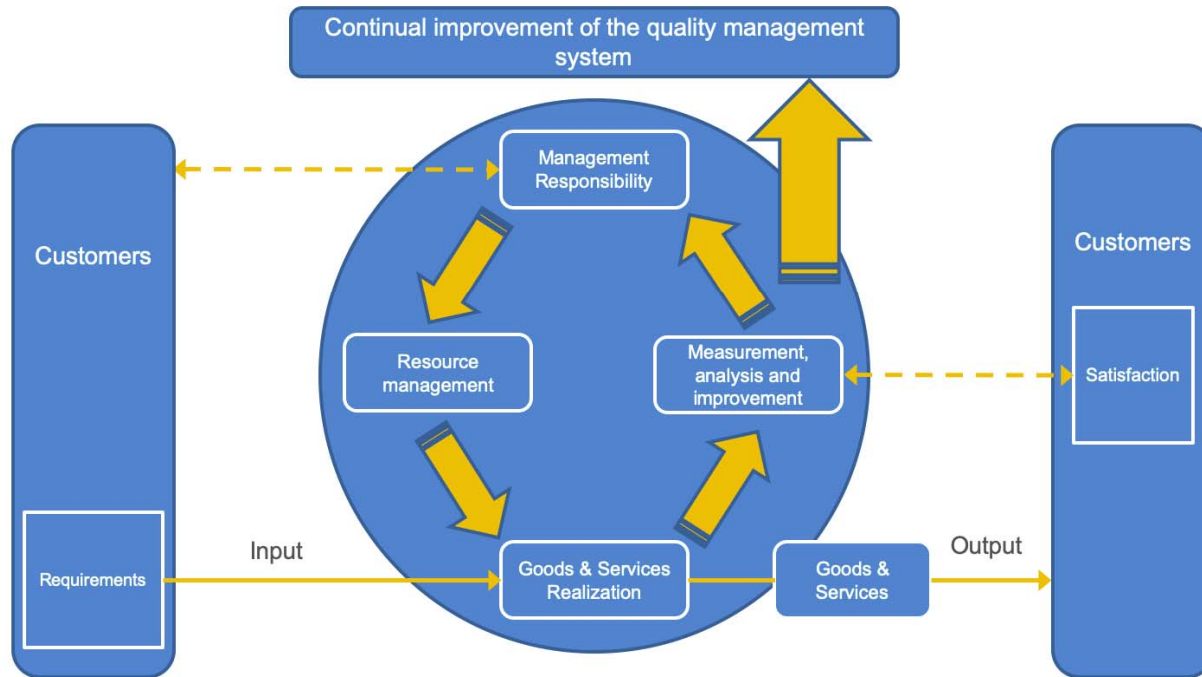 Continual improvement of the quality management
system
Management
Responsibility
Customers
Customers
Resource
management
Measurement,
analysis and
improvement
Satisfaction
Input
Output
Requirements
Goods & Services
Realization
Goods &
Services